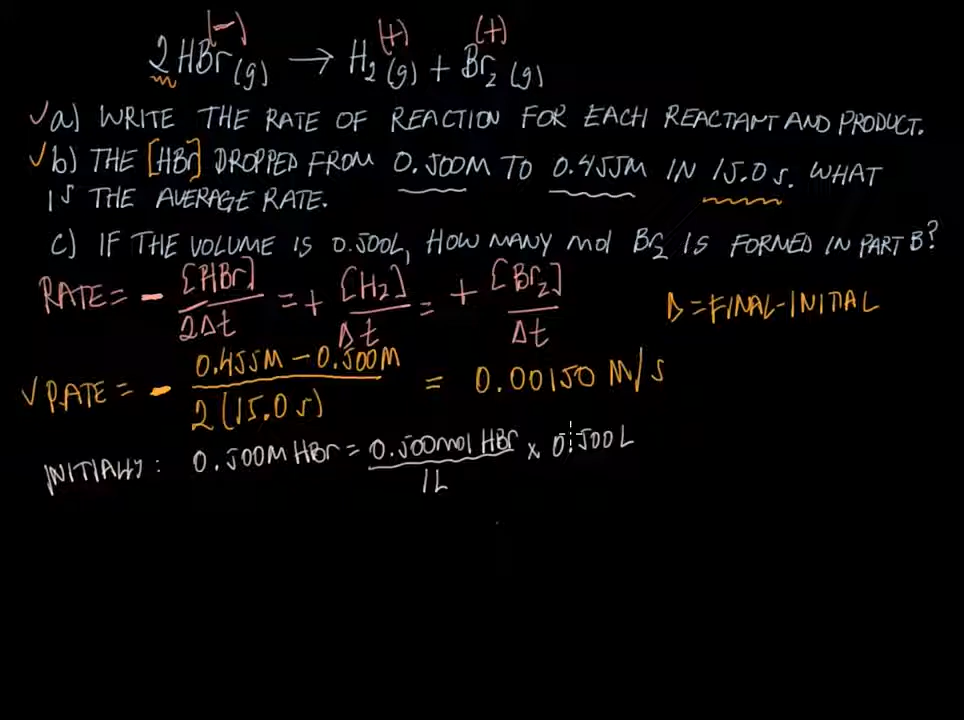 (-) (+) (+)
2HBr(g) → H₂(g) + Br₂(g)
✓a) WRITE THE RATE OF REACTION FOR EACH REACTANT AND PRODUCT.
✓b) THE [HBr] DROPPED FROM 0.500M TO 0.455M IN 15.0 s. WHAT
IS THE AVERAGE RATE.
c) IF THE VOLUME IS 0.500L, HOW MANY mol Br₂ IS FORMED IN PART B?
RATE = - [HBr]/2Δt = + [H₂]/Δt = + [Br₂]/Δt
Δ = FINAL - INITIAL
✓ RATE = - 0.455M - 0.500M/2(15.0 s) = 0.00150 M/s
INITIALLY: 0.500M HBr = 0.500mol HBr/1L × 0.500L